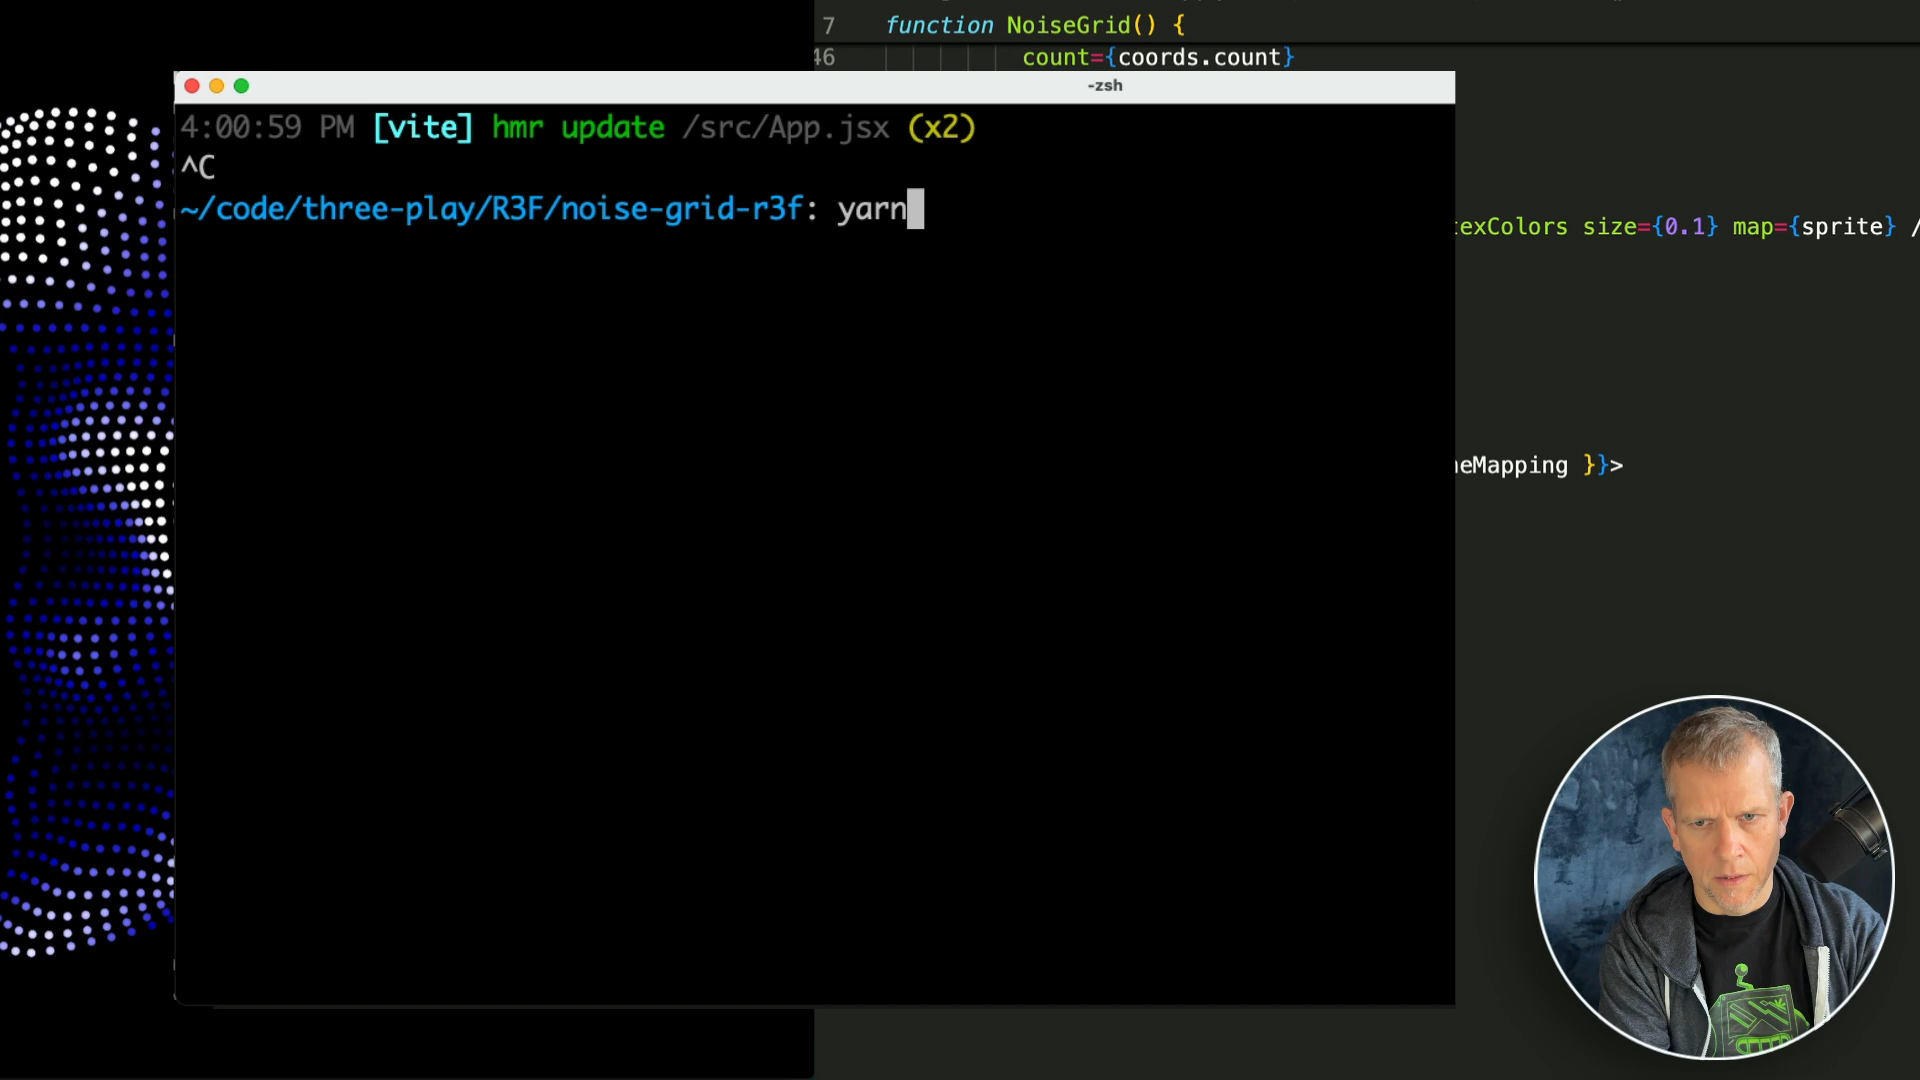 7 function NoiseGrid() {
46 count={coords.count}
-zsh
4:00:59 PM [vite] hmr update /src/App.jsx (x2)
^C
~/code/three-play/R3F/noise-grid-r3f: yarn
exColors size={0.1} map={sprite} /
eMapping }}>